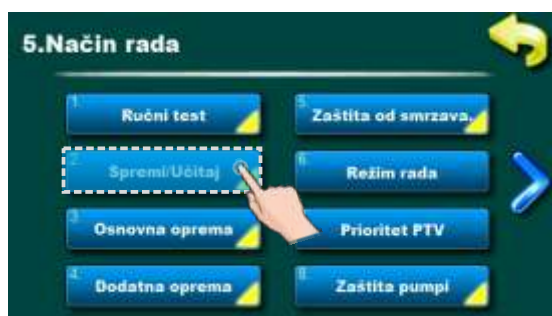 5.Način rada
1.
Ručni test
2.
Spremi/Učitaj
3.
Osnovna oprema
4.
Dodatna oprema
5.
Zaštita od smrzava.
6.
Režim rada
Prioritet PTV
8.
Zaštita pumpi